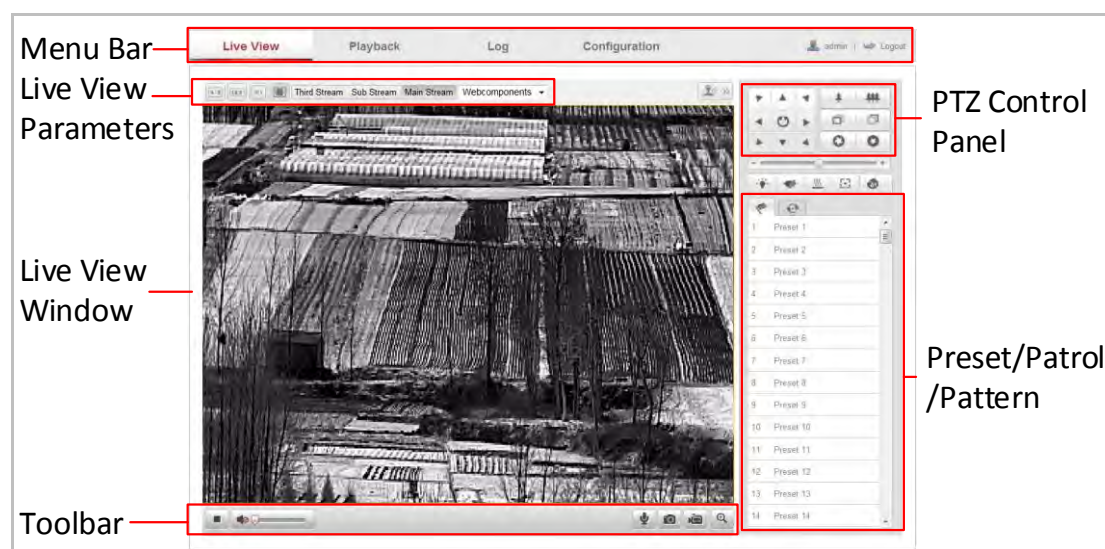 Menu Bar
Live View Playback Log Configuration admin | Logout
Live View
Parameters
Third Stream Sub Stream Main Stream Webcomponents
PTZ Control
Panel
Live View
Window
1 Preset 1
2 Preset 2
3 Preset 3
4 Preset 4
5 Preset 5
6 Preset 6
7 Preset 7
8 Preset 8
9 Preset 9
10 Preset 10
11 Preset 11
12 Preset 12
13 Preset 13
14 Preset 14
Preset/Patrol
/Pattern
Toolbar